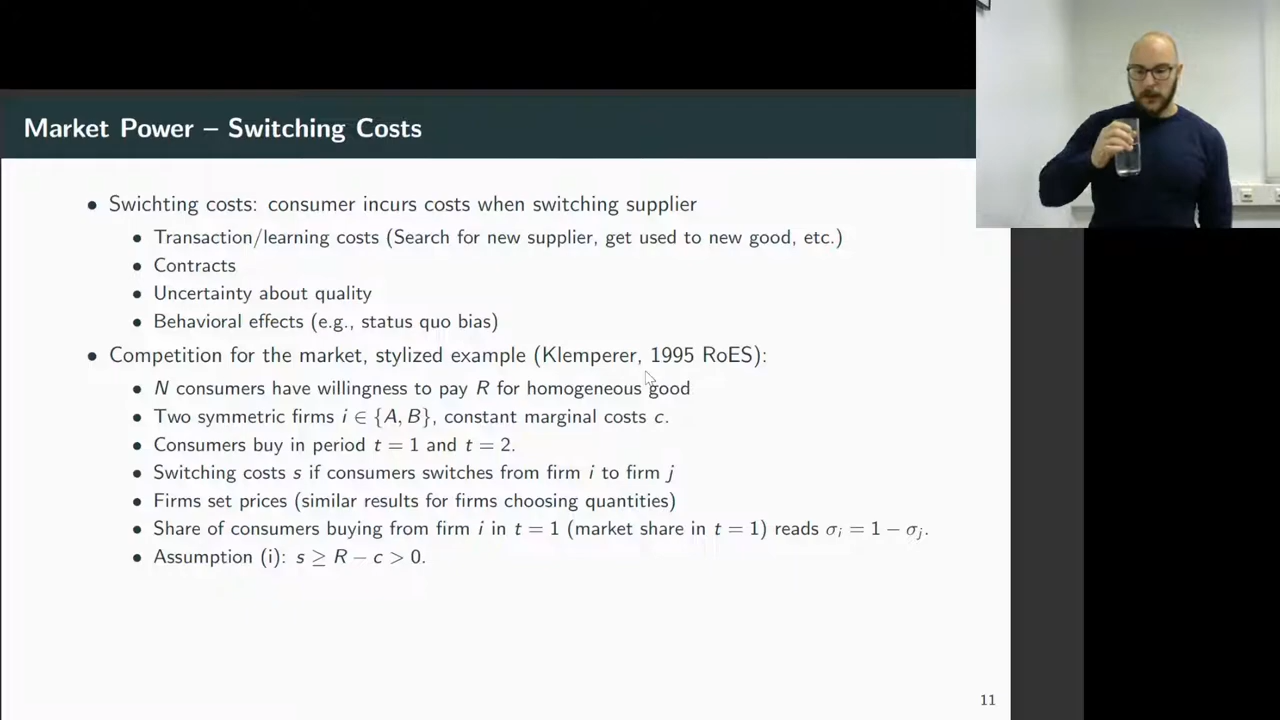 Market Power – Switching Costs
• Swichting costs: consumer incurs costs when switching supplier
• Transaction/learning costs (Search for new supplier, get used to new good, etc.)
• Contracts
• Uncertainty about quality
• Behavioral effects (e.g., status quo bias)
• Competition for the market, stylized example (Klemperer, 1995 RoES):
• N consumers have willingness to pay R for homogeneous good
• Two symmetric firms i ∈ {A, B}, constant marginal costs c.
• Consumers buy in period t = 1 and t = 2.
• Switching costs s if consumers switches from firm i to firm j
• Firms set prices (similar results for firms choosing quantities)
• Share of consumers buying from firm i in t = 1 (market share in t = 1) reads σᵢ = 1 − σⱼ.
• Assumption (i): s ≥ R − c > 0.
11